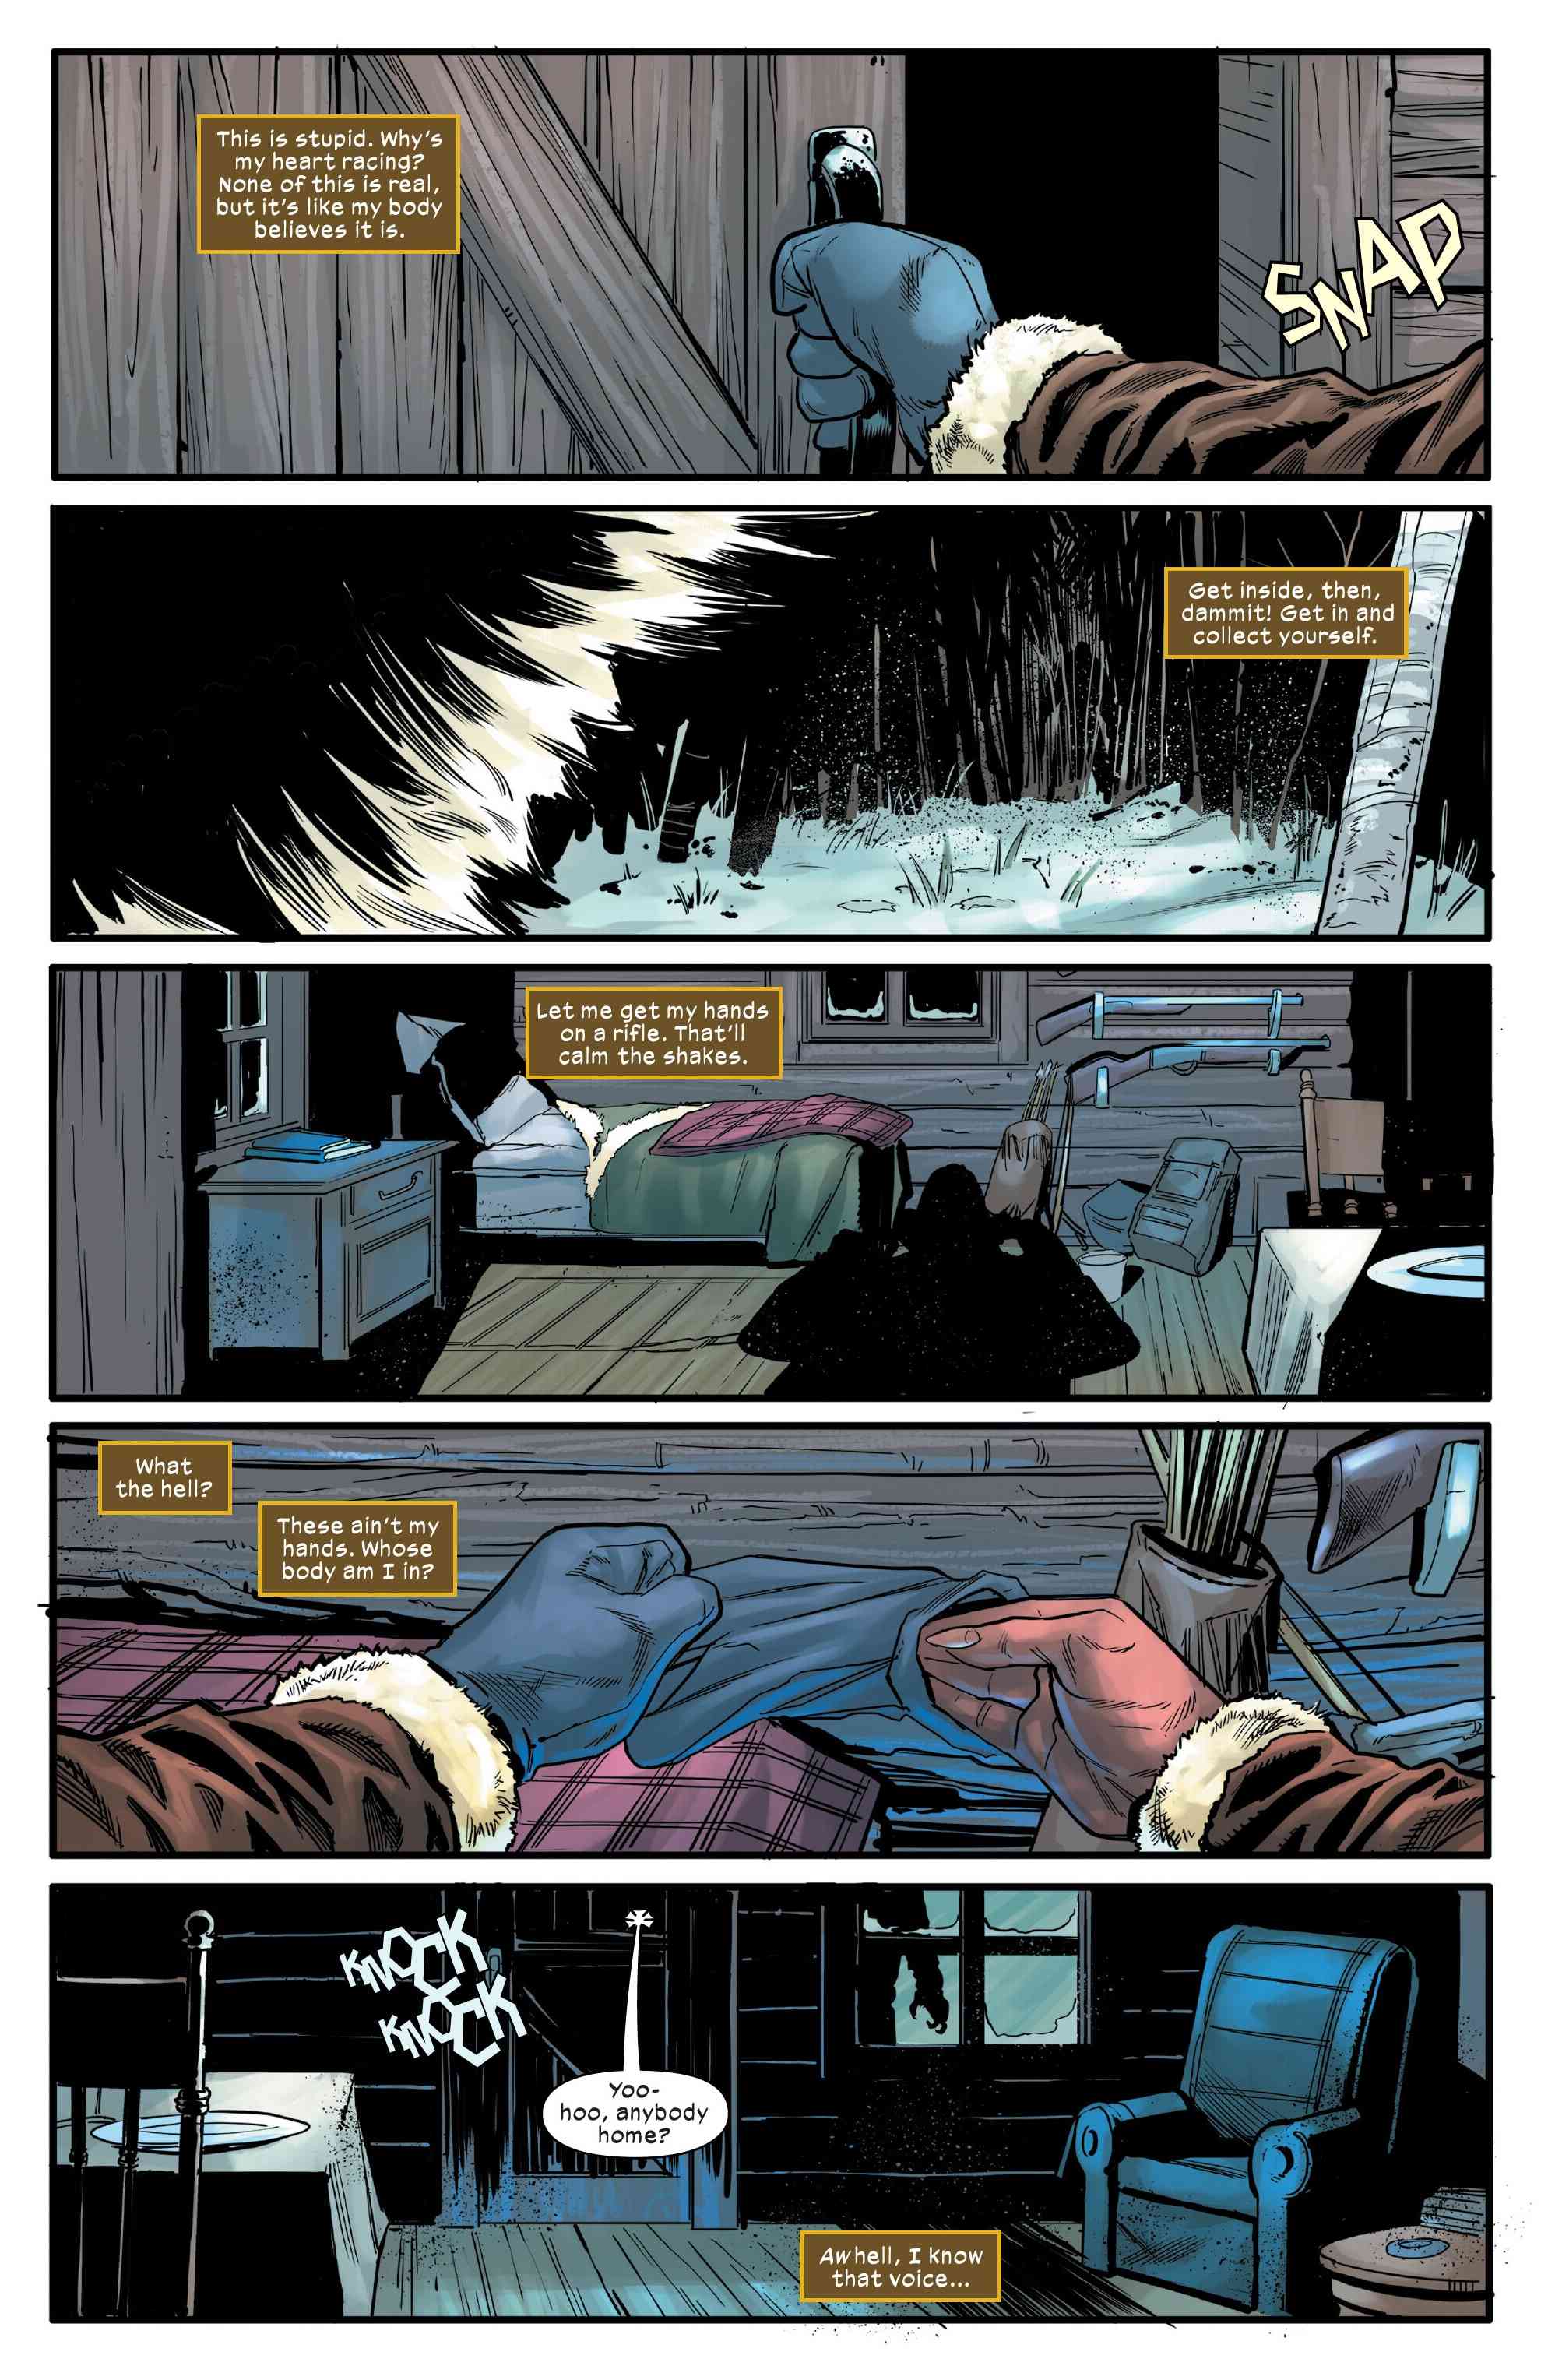 This is stupid. Why's
my heart racing?
None of this is real,
but it's like my body
believes it is.
SNAP
Get inside, then,
dammit! Get in and
collect yourself.
Let me get my hands
on a rifle. That'll
calm the shakes.
What
the hell?
These ain't my
hands. Whose
body am I in?
KNOCK
KNOCK
Yoo-
hoo, anybody
home?
Aw hell, I know
that voice...